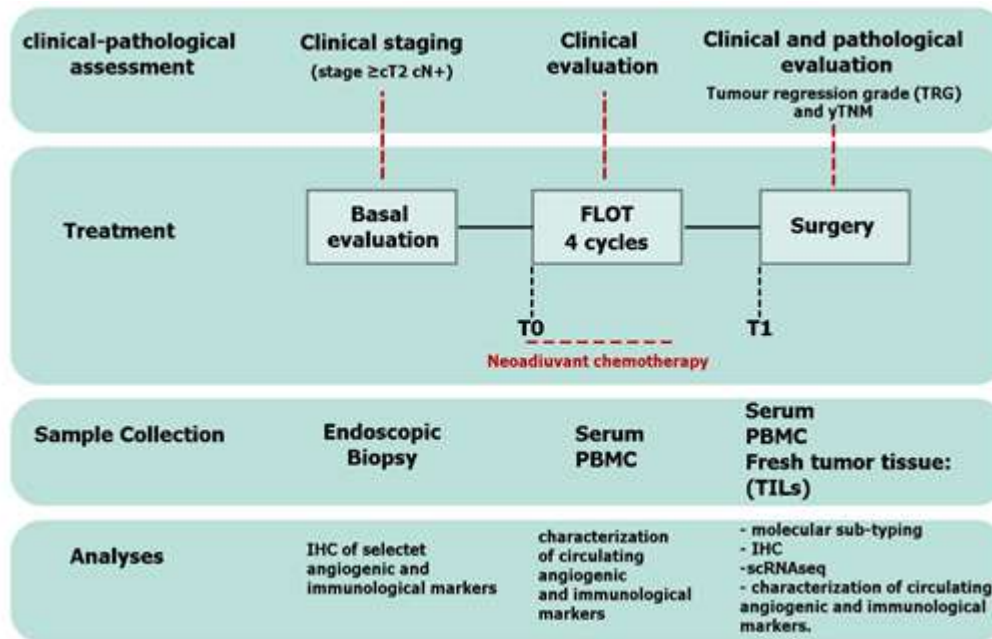 clinical-pathological
assessment
Clinical staging
(stage ≥cT2 cN+)
Clinical
evaluation
Clinical and pathological
evaluation
Tumour regression grade (TRG)
and yTNM
Treatment
Basal
evaluation
FLOT
4 cycles
Surgery
T0
T1
Neoadiuvant chemotherapy
Sample Collection
Endoscopic
Biopsy
Serum
PBMC
Serum
PBMC
Fresh tumor tissue:
(TILs)
Analyses
IHC of selectet
angiogenic and
immunological markers
characterization
of circulating
angiogenic
and immunological
markers
- molecular sub-typing
- IHC
-scRNAseq
- characterization of circulating
angiogenic and immunological
markers.